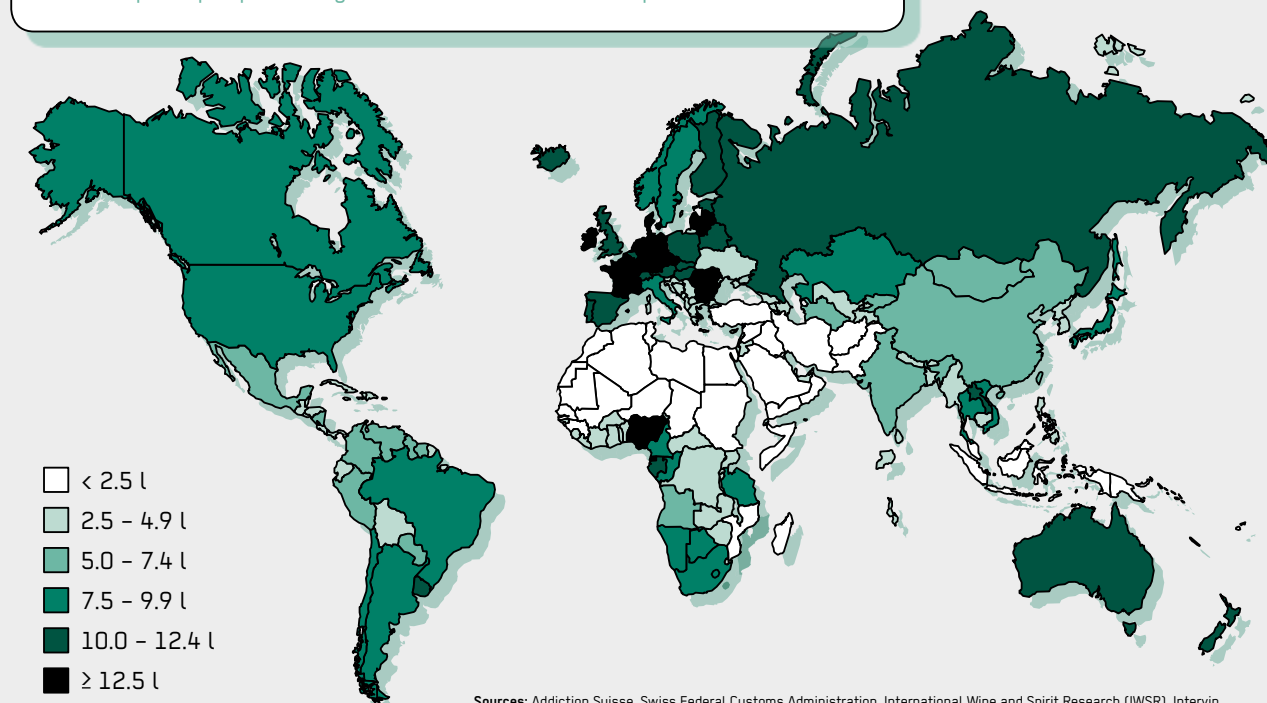 < 2.5 l
2.5 – 4.9 l
5.0 – 7.4 l
7.5 – 9.9 l
10.0 – 12.4 l
≥ 12.5 l
Sources: Addiction Suisse, Swiss Federal Customs Administration, International Wine and Spirit Research (IWSR), Intervin